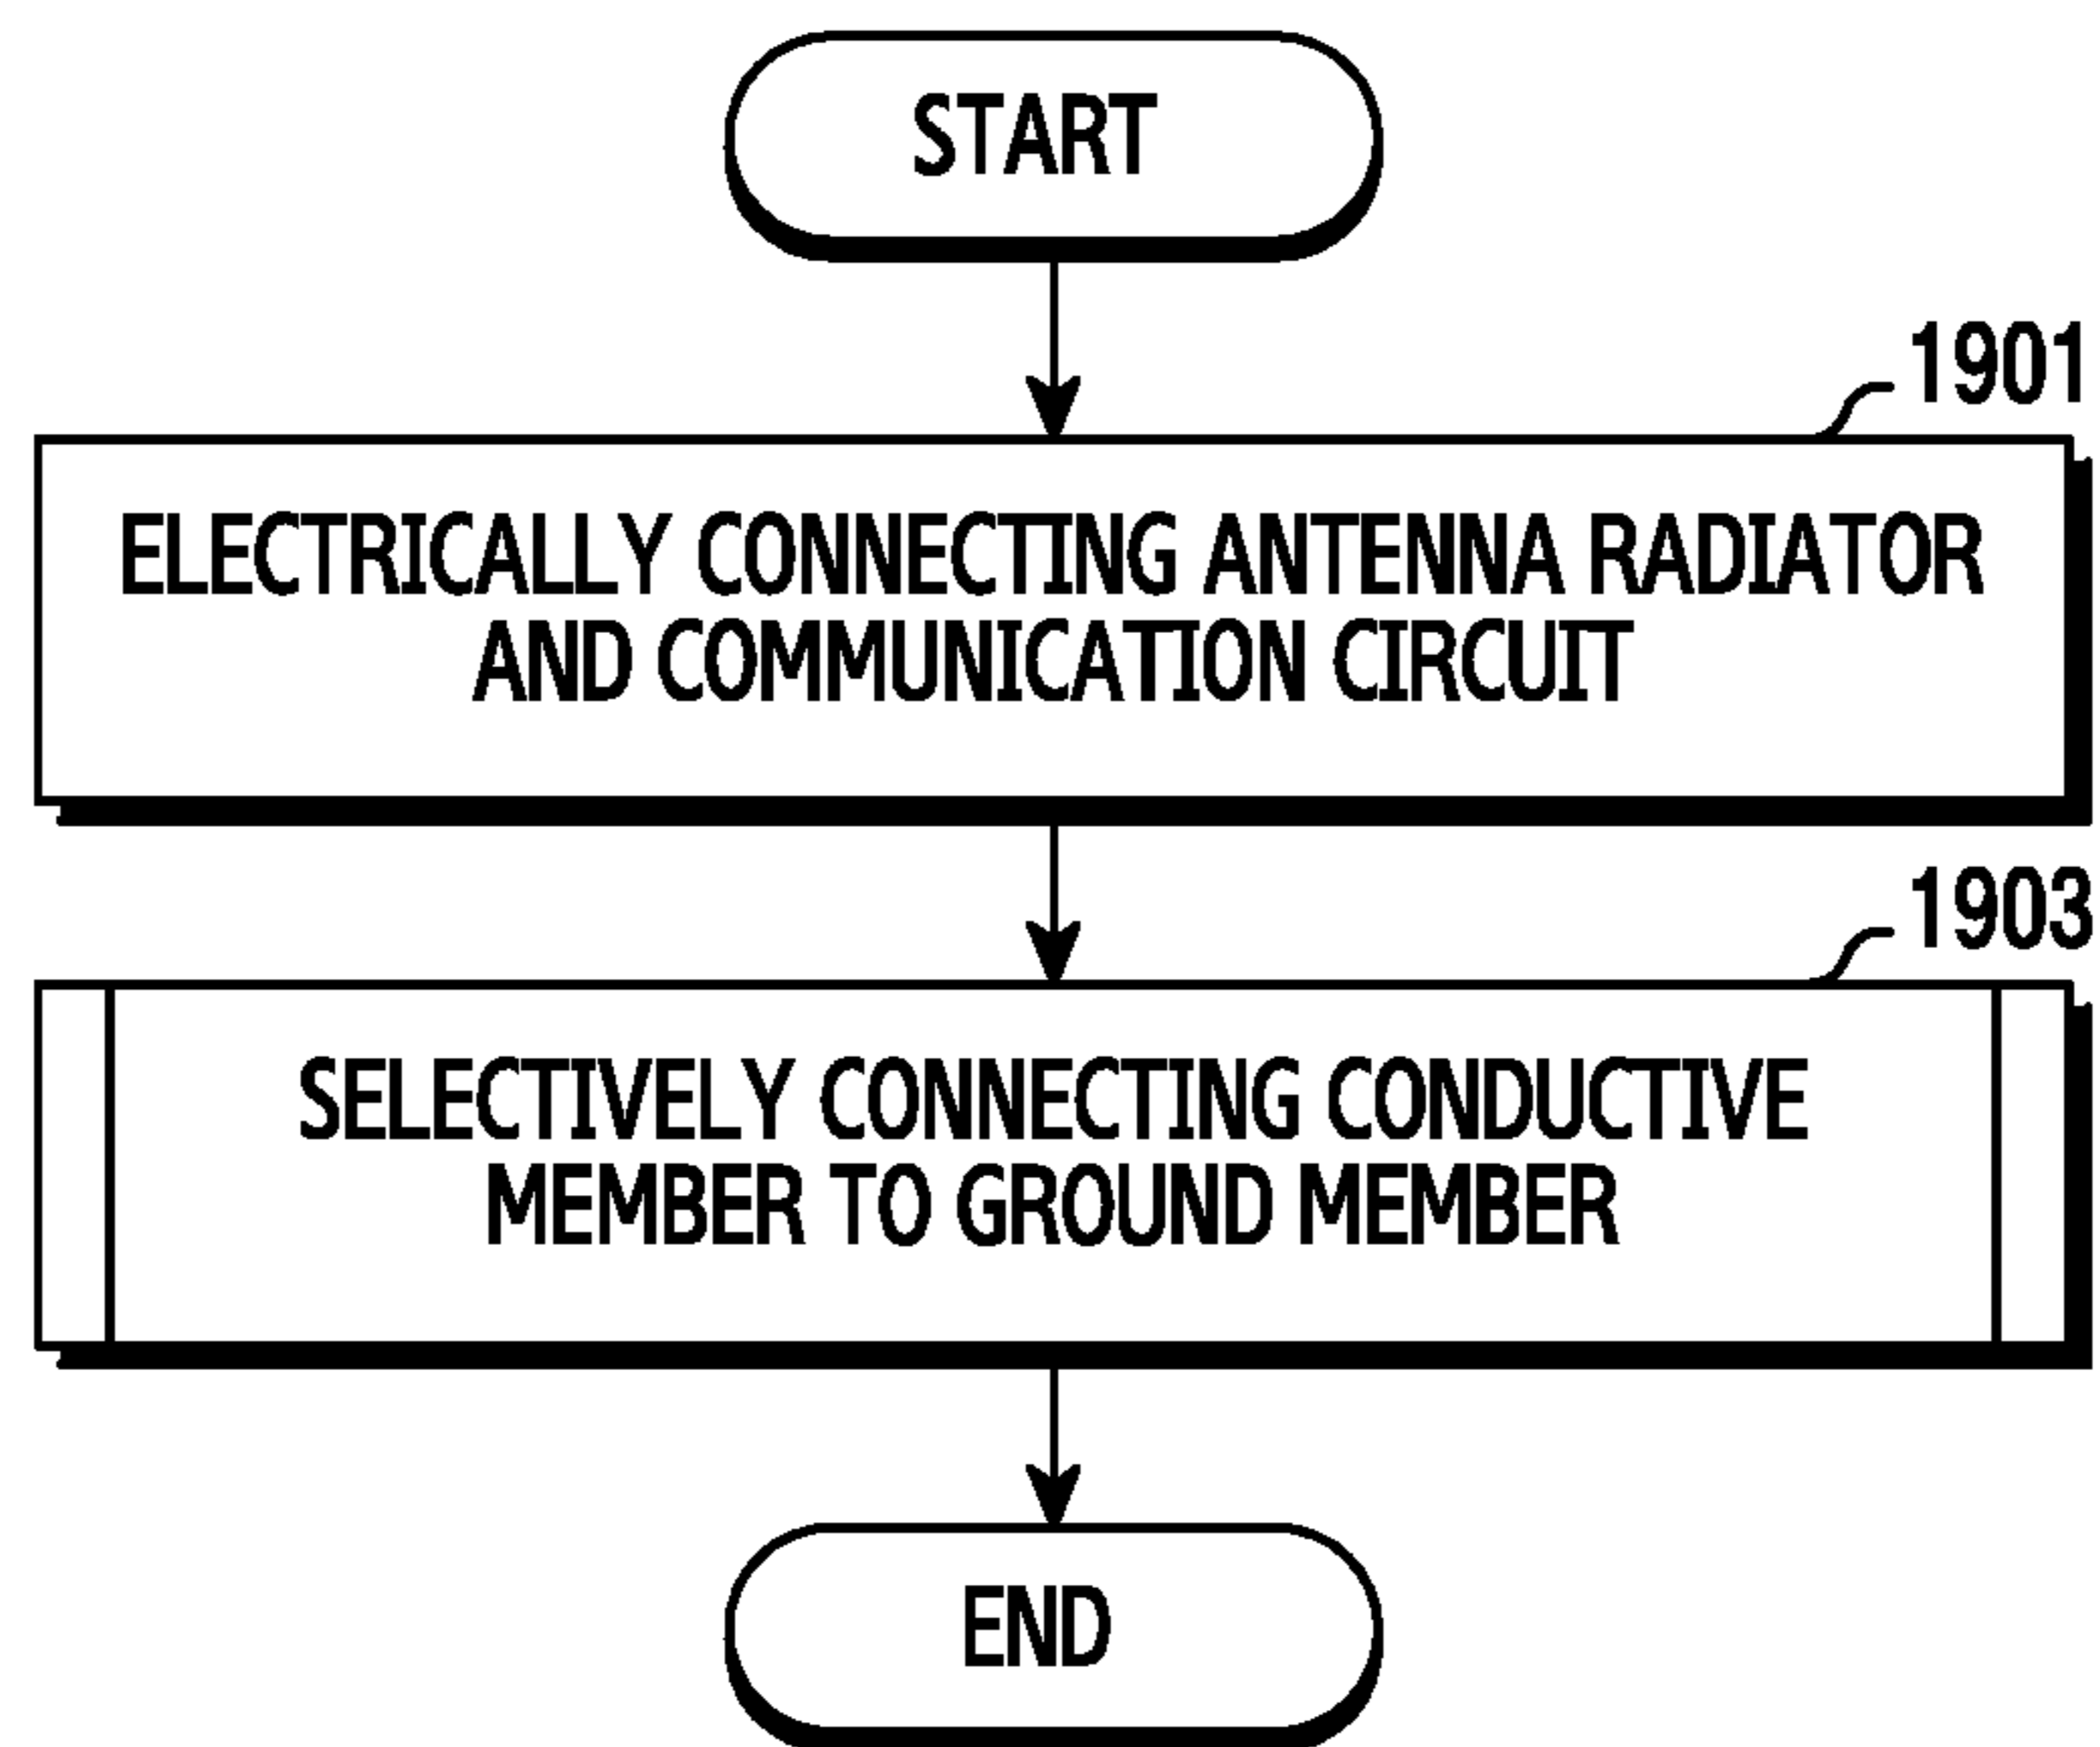 START
1901
ELECTRICALLY CONNECTING ANTENNA RADIATOR
AND COMMUNICATION CIRCUIT
1903
SELECTIVELY CONNECTING CONDUCTIVE
MEMBER TO GROUND MEMBER
END